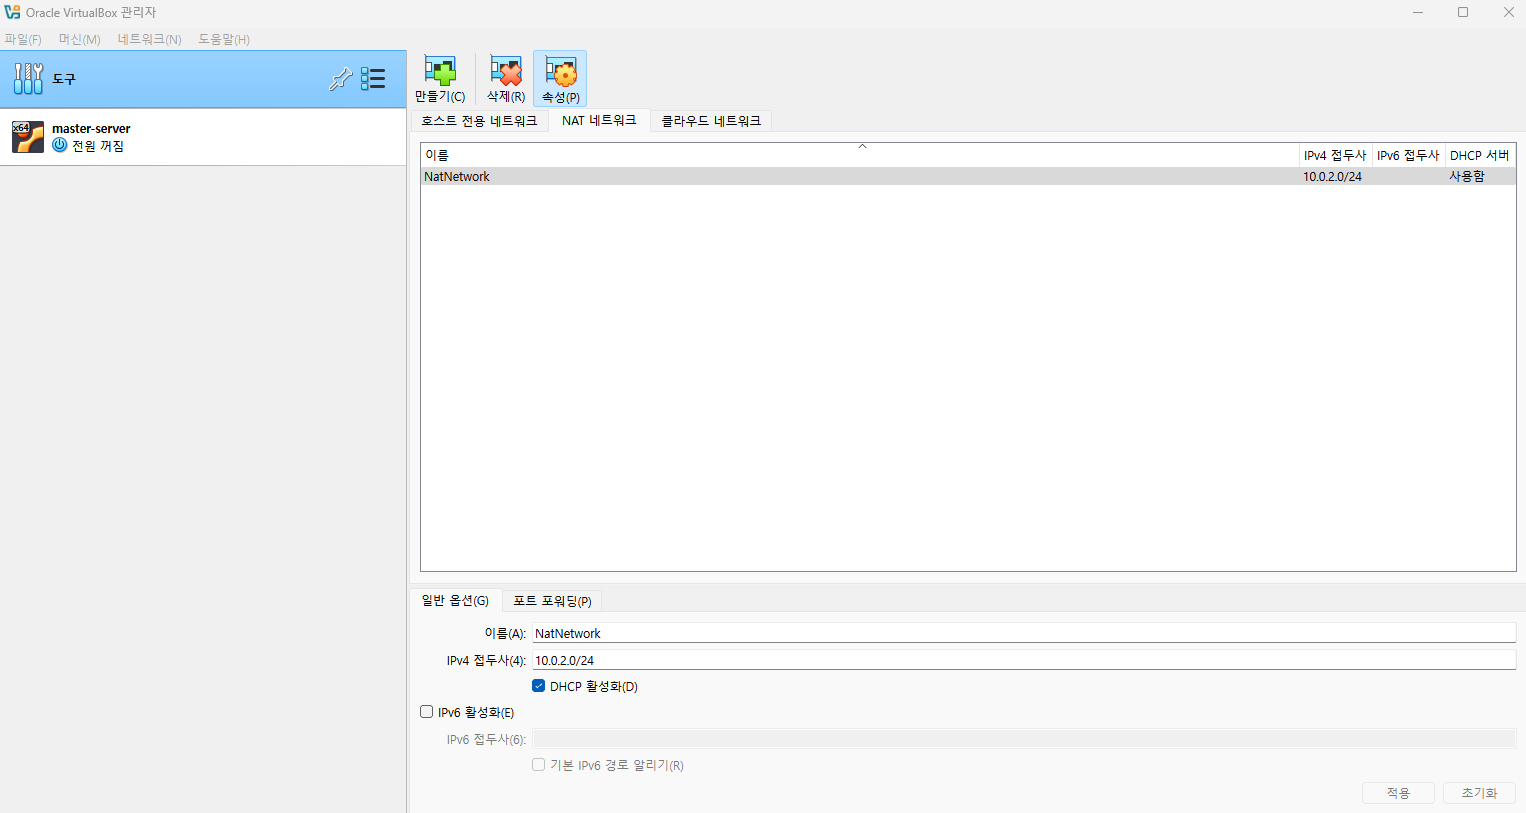 Oracle VirtualBox 관리자
파일(F) 머신(M) 네트워크(N) 도움말(H)
도구
x64
master-server
전원 꺼짐
만들기(C) 삭제(R) 속성(P)
호스트 전용 네트워크 NAT 네트워크 클라우드 네트워크
이름 IPv4 접두사 IPv6 접두사 DHCP 서버
NatNetwork 10.0.2.0/24 사용함
일반 옵션(G) 포트 포워딩(P)
이름(A): NatNetwork
IPv4 접두사(4): 10.0.2.0/24
DHCP 활성화(D)
IPv6 활성화(E)
IPv6 접두사(6):
기본 IPv6 경로 알리기(R)
적용 초기화